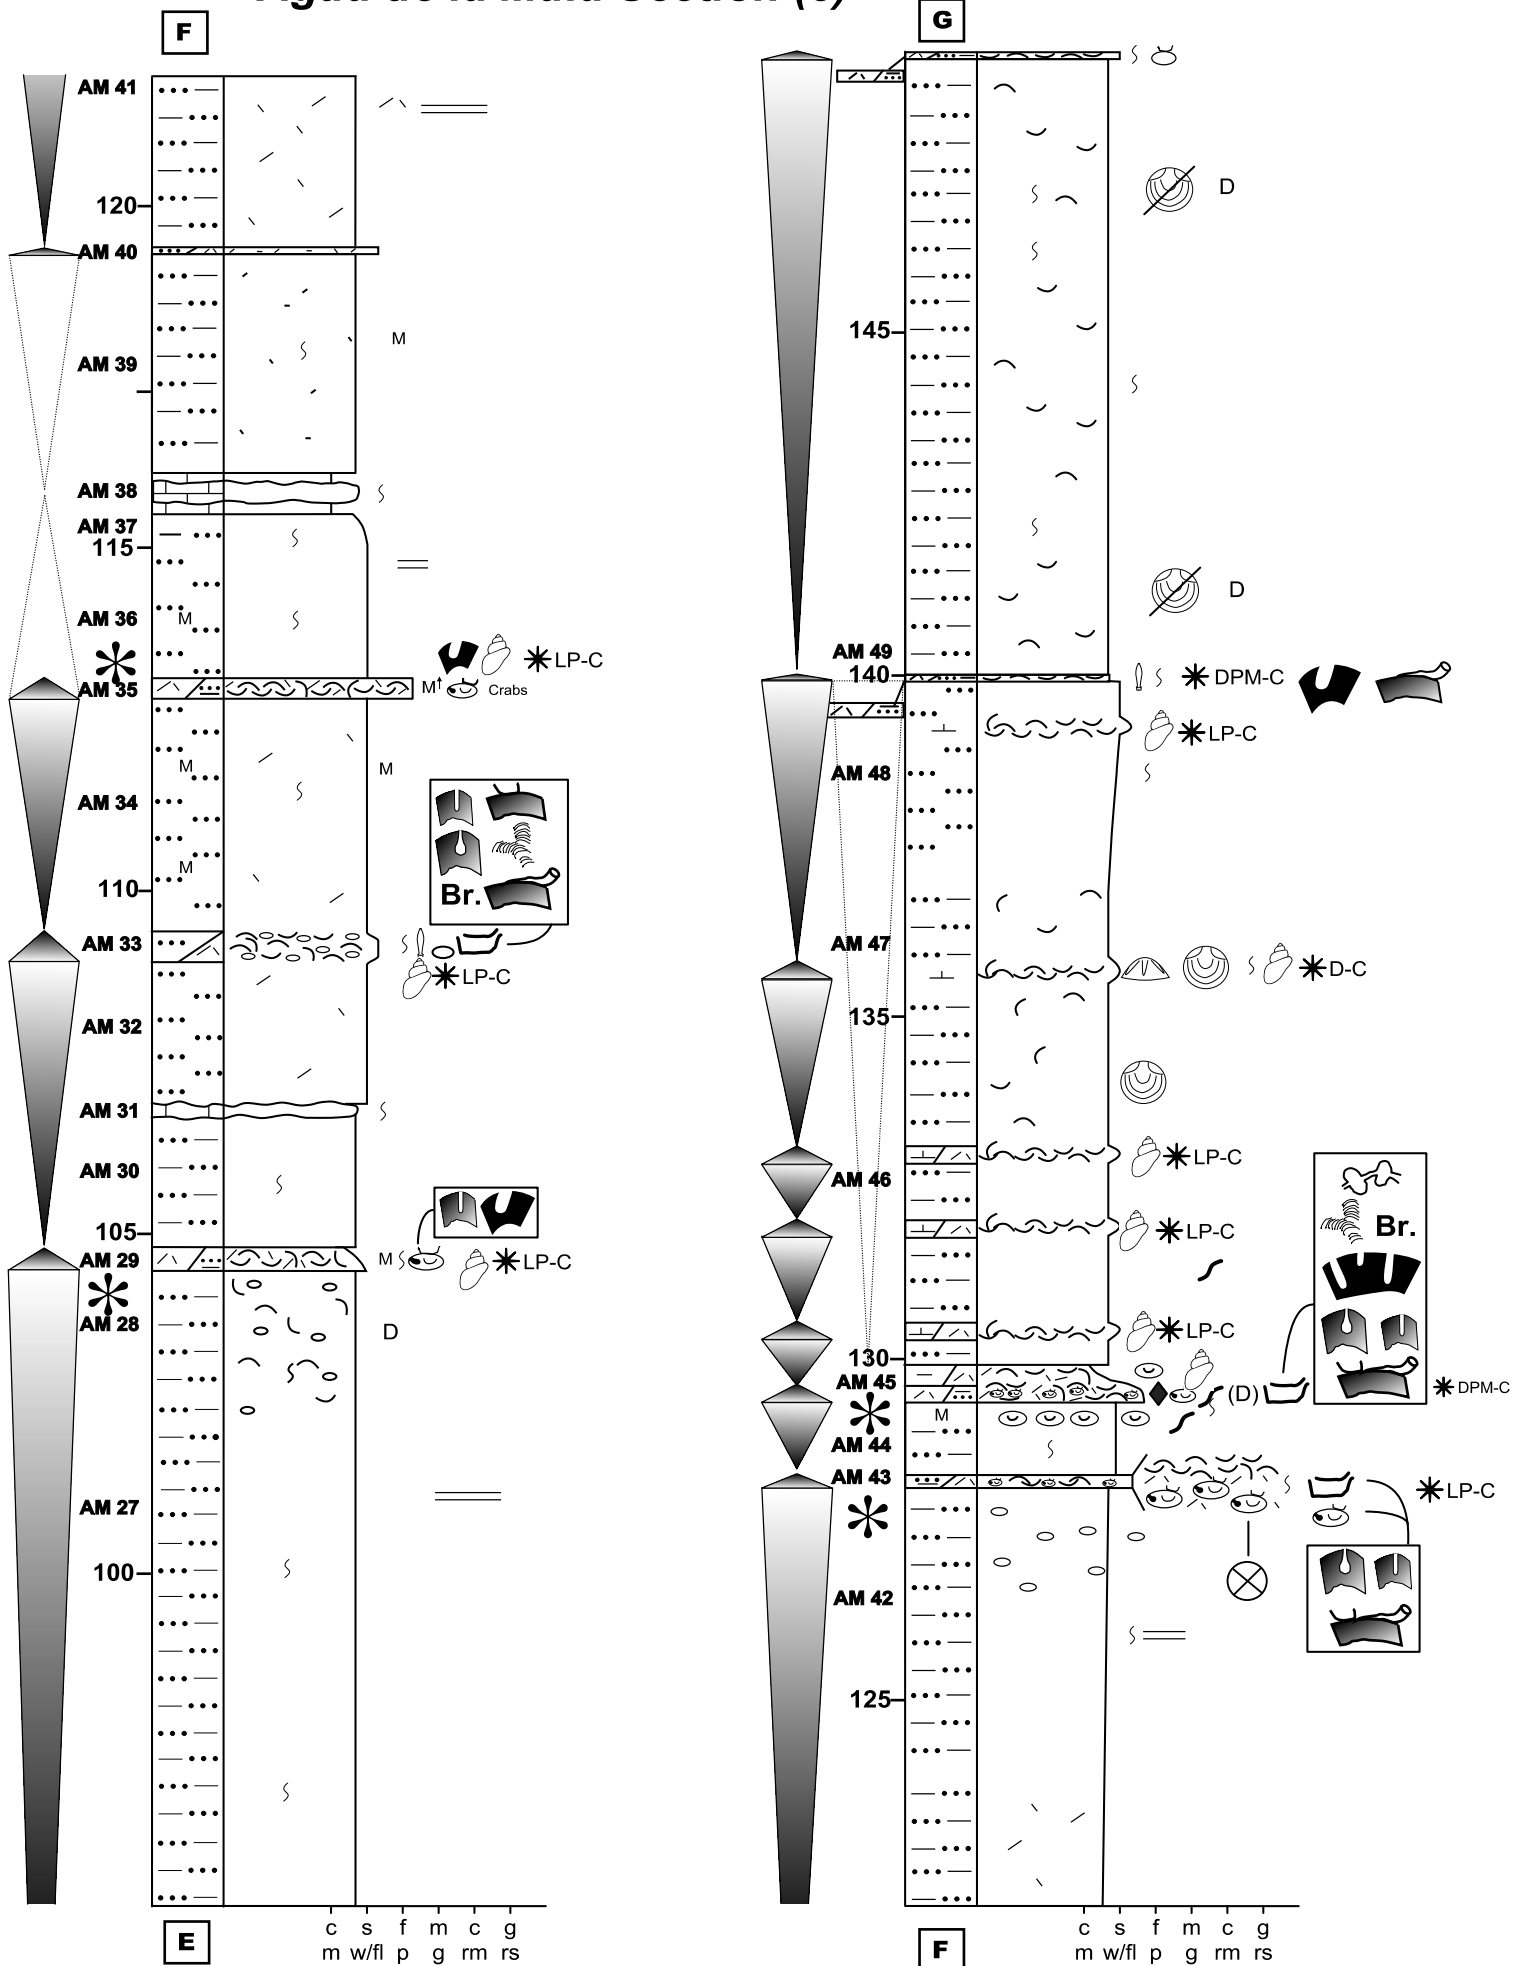 Agua de la Mula Section (6)
F
AM 41
120
AM 40
M
AM 39
AM 38
AM 37
115
AM 36
M
LP-C
AM 35
M
Crabs
M
M
AM 34
M
110
Br.
AM 33
LP-C
AM 32
AM 31
AM 30
105
AM 29
M
LP-C
AM 28
D
AM 27
100
c s f m c g
m w/fl p g rm rs
E
G
D
145
D
AM 49
140
DPM-C
LP-C
AM 48
AM 47
D-C
135
LP-C
AM 46
Br.
LP-C
LP-C
130
AM 45
(D)
DPM-C
M
AM 44
AM 43
LP-C
AM 42
125
c s f m c g
m w/fl p g rm rs
F